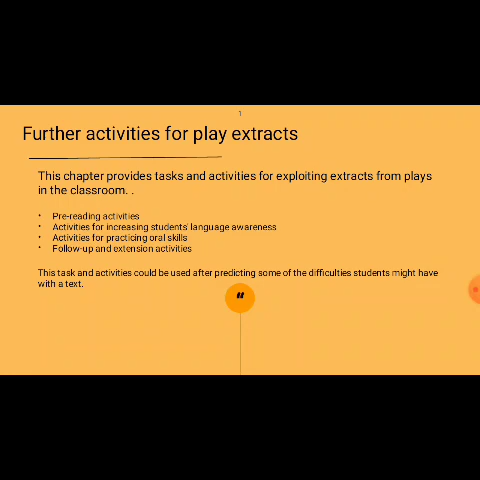 1
Further activities for play extracts
This chapter provides tasks and activities for exploiting extracts from plays
in the classroom. .
• Pre-reading activities
• Activities for increasing students' language awareness
• Activities for practicing oral skills
• Follow-up and extension activities
This task and activities could be used after predicting some of the difficulties students might have
with a text.
“